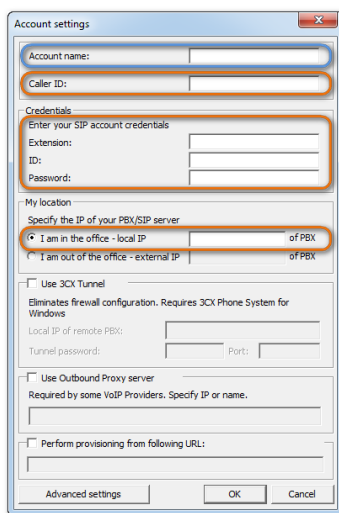 Account settings
Account name:
Caller ID:
Credentials
Enter your SIP account credentials
Extension:
ID:
Password:
My location
Specify the IP of your PBX/SIP server
I am in the office - local IP of PBX
I am out of the office - external IP of PBX
Use 3CX Tunnel
Eliminates firewall configuration. Requires 3CX Phone System for
Windows
Local IP of remote PBX:
Tunnel password: Port:
Use Outbound Proxy server
Required by some VoIP Providers. Specify IP or name.
Perform provisioning from following URL:
Advanced settings OK Cancel